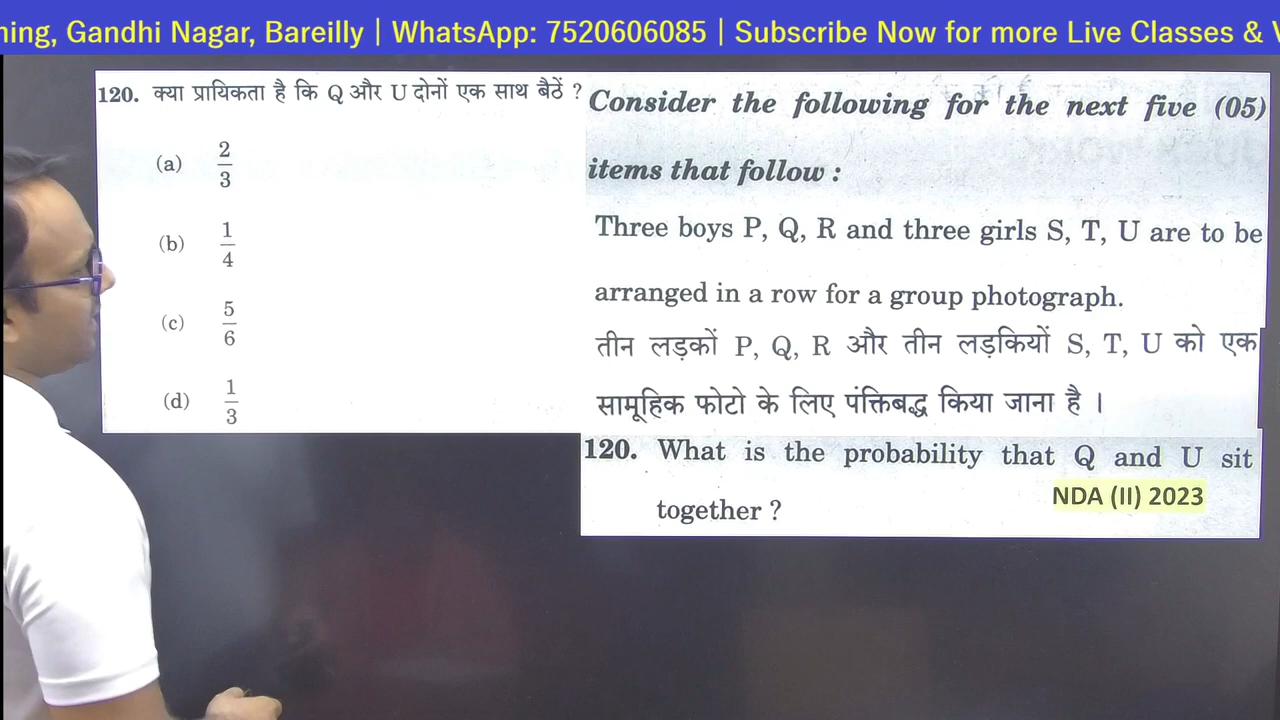 ning, Gandhi Nagar, Bareilly | WhatsApp: 7520606085 | Subscribe Now for more Live Classes & V
120. क्या प्रायिकता है कि Q और U दोनों एक साथ बैठें ?
(a) 2/3
(b) 1/4
(c) 5/6
(d) 1/3
Consider the following for the next five (05)
items that follow :
Three boys P, Q, R and three girls S, T, U are to be
arranged in a row for a group photograph.
तीन लड़कों P, Q, R और तीन लड़कियों S, T, U को एक
सामूहिक फोटो के लिए पंक्तिबद्ध किया जाना है ।
120. What is the probability that Q and U sit
together ?
NDA (II) 2023